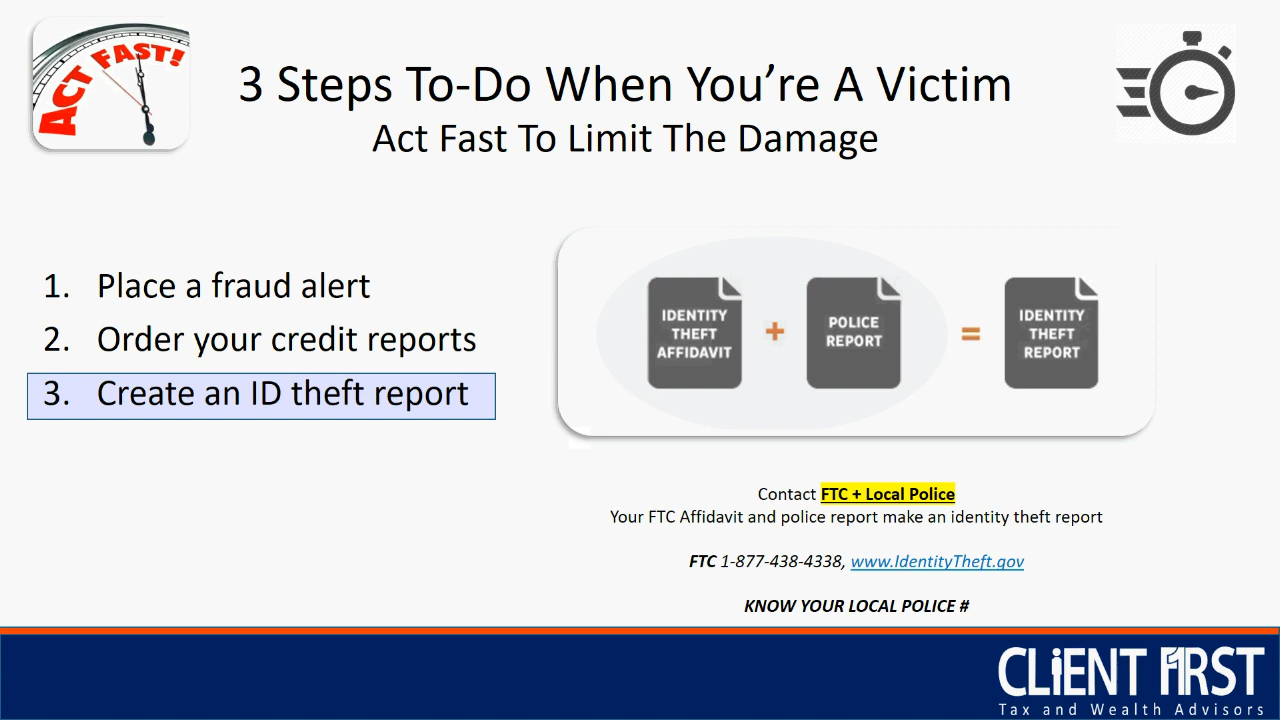 ACT FAST!
3 Steps To-Do When You’re A Victim
Act Fast To Limit The Damage
1. Place a fraud alert
2. Order your credit reports
3. Create an ID theft report
IDENTITY
THEFT
AFFIDAVIT
+
POLICE
REPORT
=
IDENTITY
THEFT
REPORT
Contact FTC + Local Police
Your FTC Affidavit and police report make an identity theft report
FTC 1-877-438-4338, www.IdentityTheft.gov
KNOW YOUR LOCAL POLICE #
CLiENT F1RST
Tax and Wealth Advisors